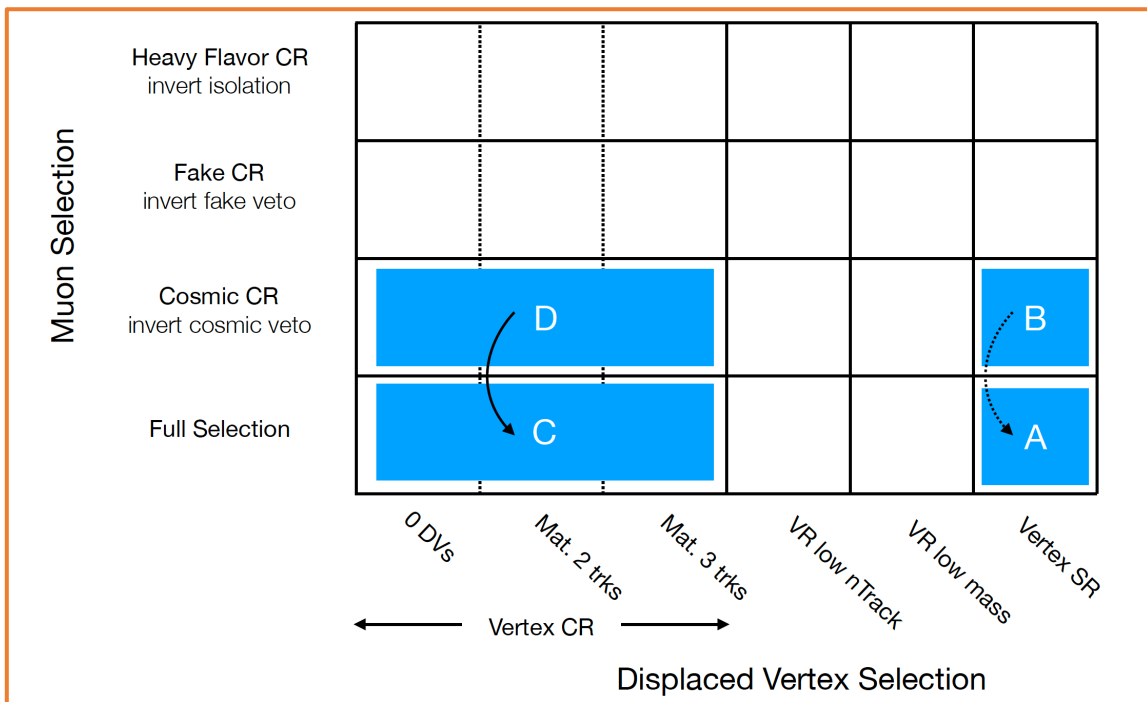 Muon Selection
Heavy Flavor CR
invert isolation
Fake CR
invert fake veto
Cosmic CR
invert cosmic veto
D
B
Full Selection
C
A
0 DVs
Mat. 2 trks
Mat. 3 trks
VR low nTrack
VR low mass
Vertex SR
Vertex CR
Displaced Vertex Selection